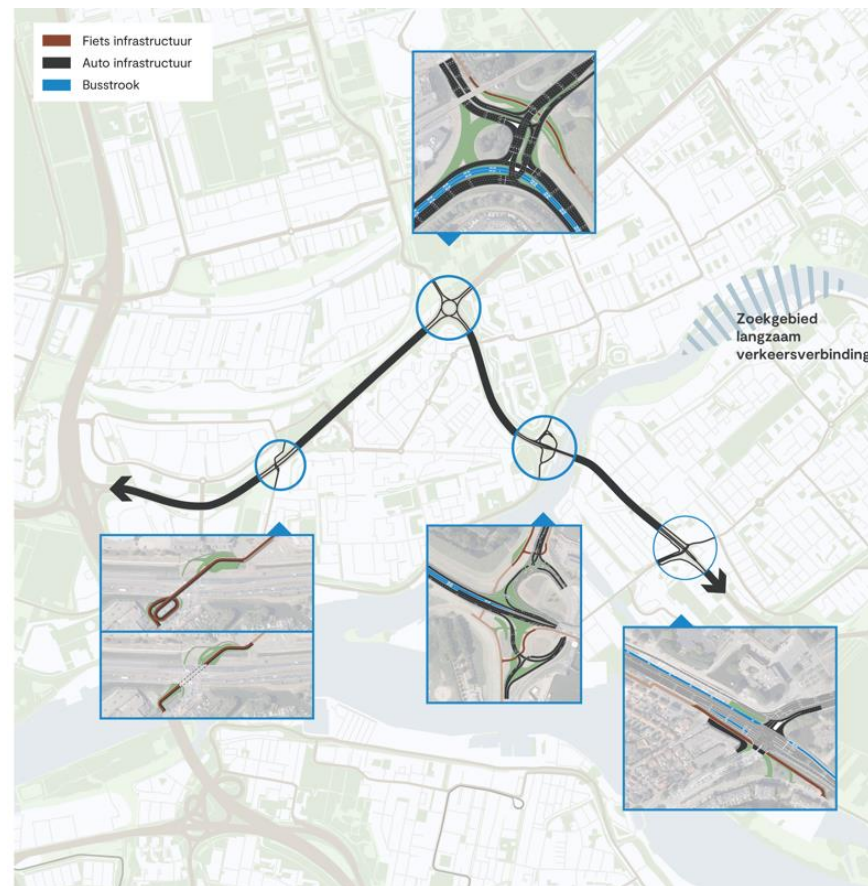 Fiets infrastructuur
Auto infrastructuur
Busstrook
Zoekgebied
langzaam
verkeersverbinding